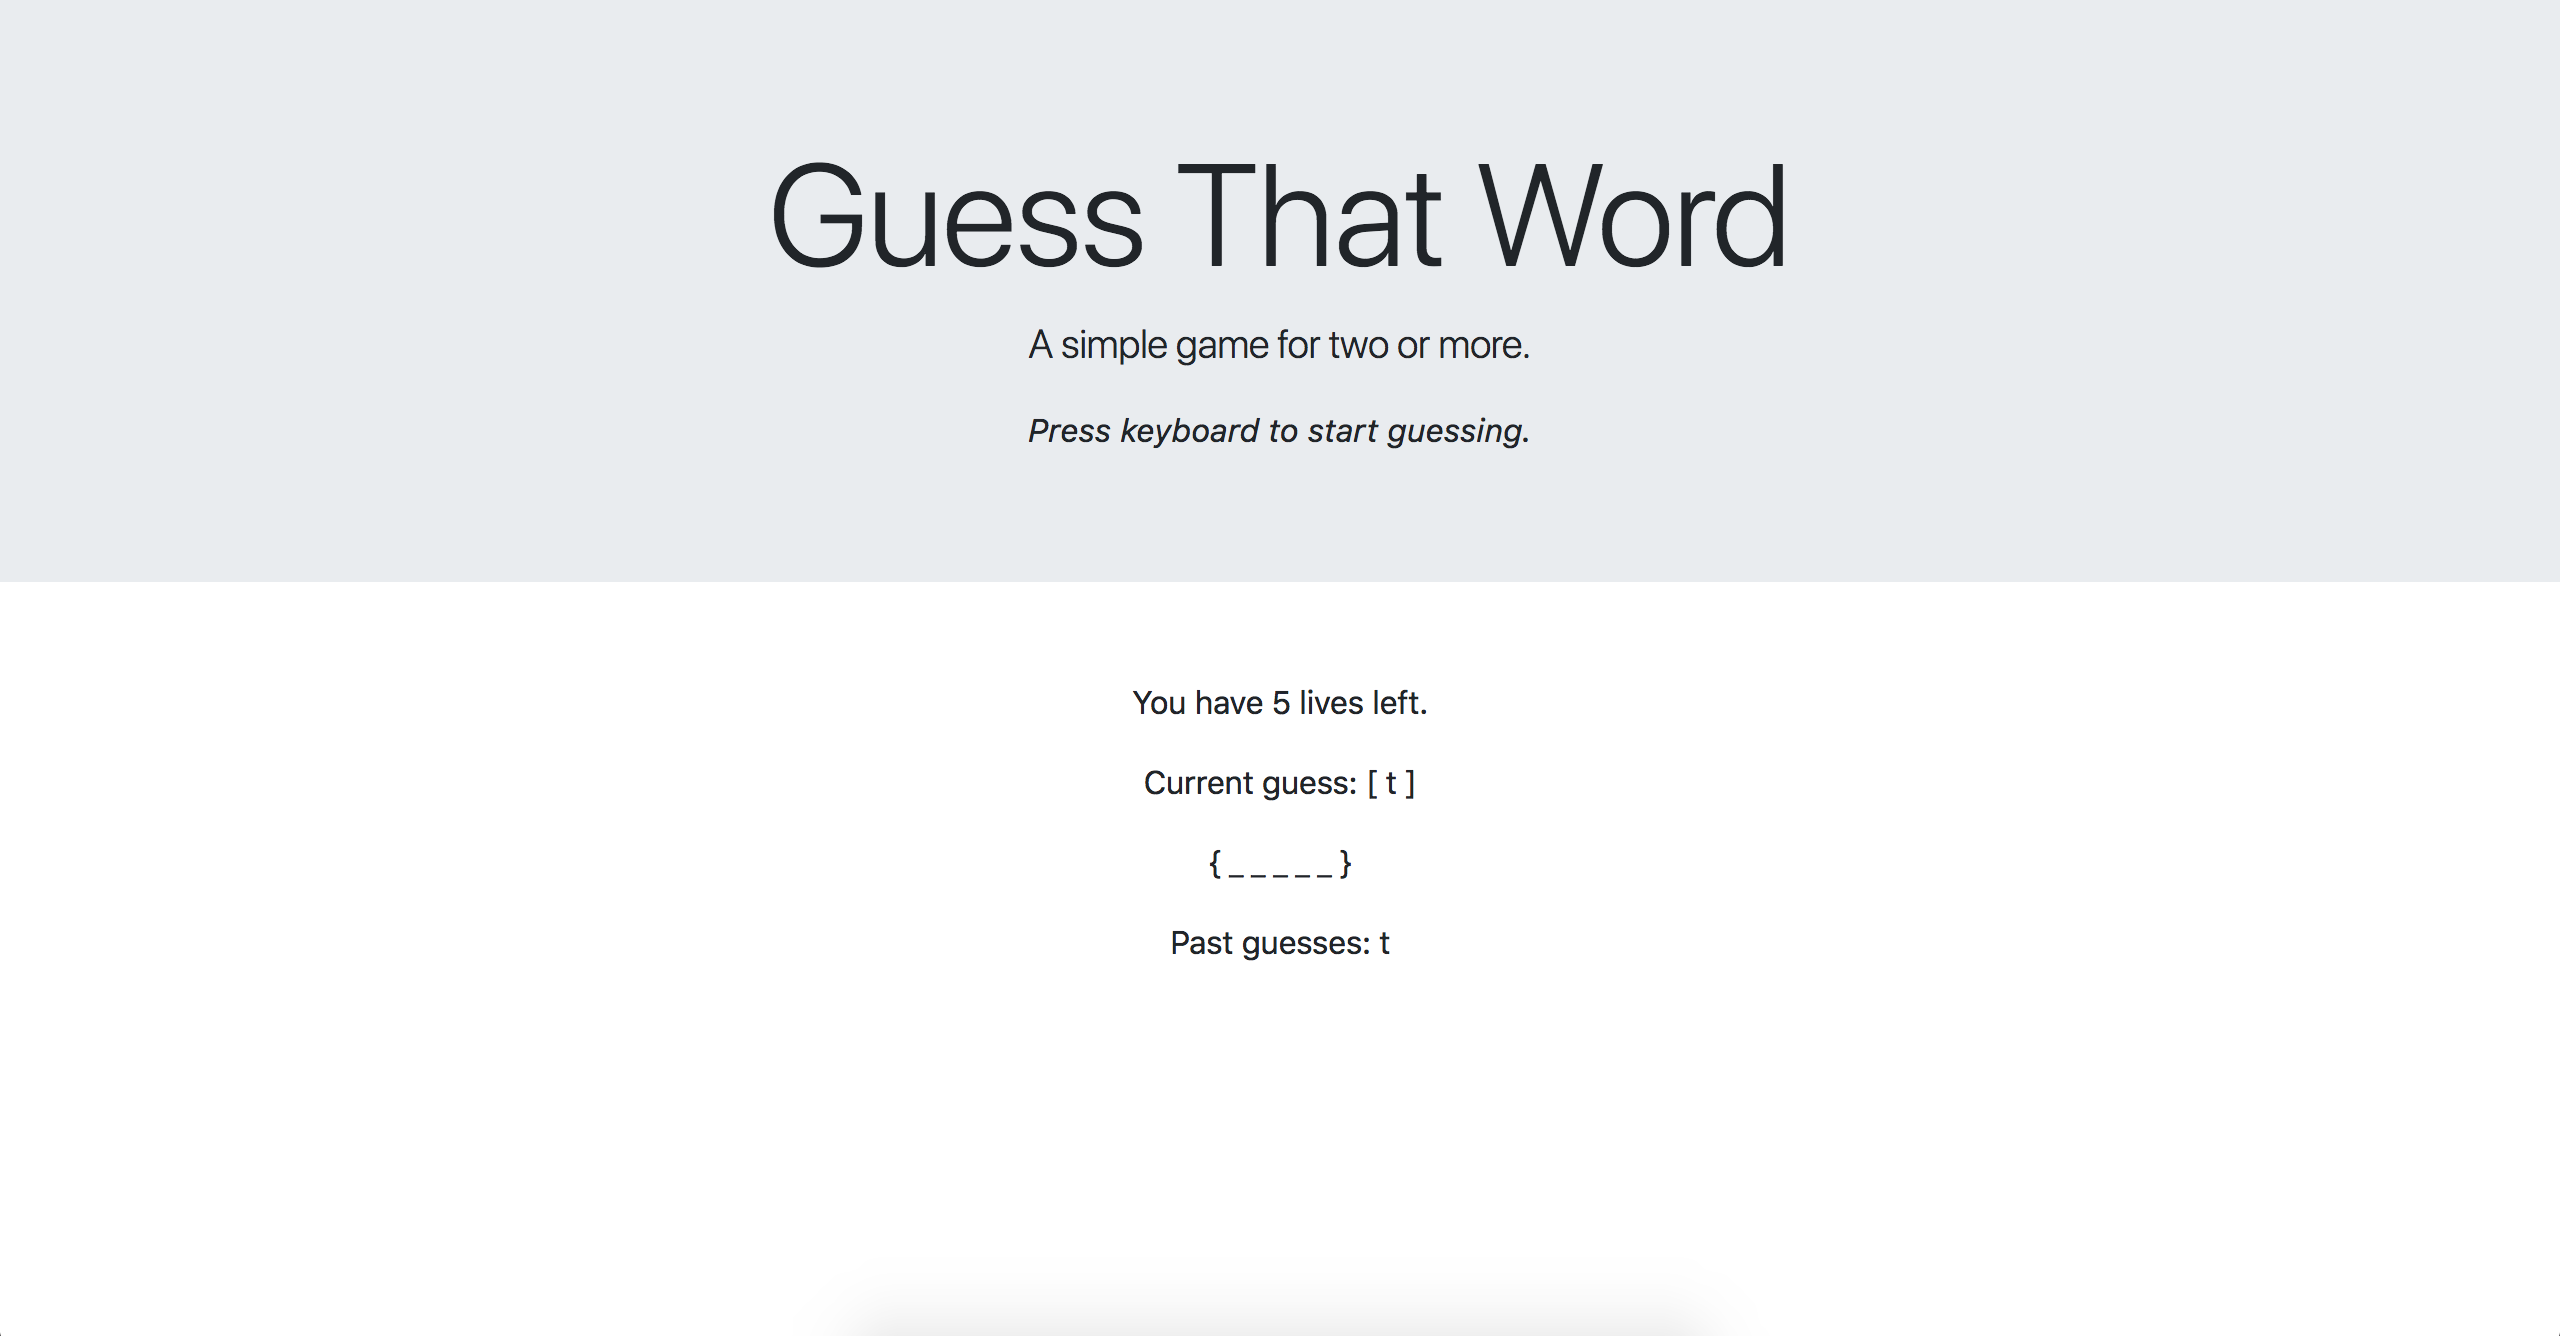 Guess That Word
A simple game for two or more.
Press keyboard to start guessing.
You have 5 lives left.
Current guess: [ t ]
{ _ _ _ _ _ }
Past guesses: t